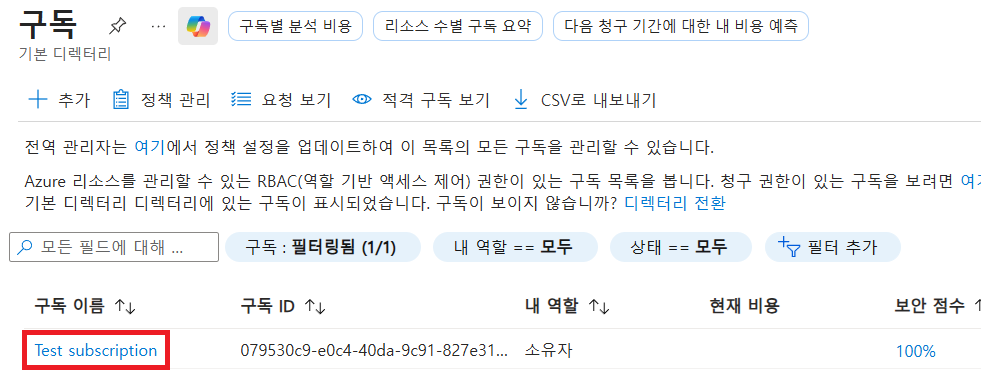 구독
기본 디렉터리
구독별 분석 비용
리소스 수별 구독 요약
다음 청구 기간에 대한 내 비용 예측
추가 정책 관리 요청 보기 적격 구독 보기 CSV로 내보내기
전역 관리자는 여기에서 정책 설정을 업데이트하여 이 목록의 모든 구독을 관리할 수 있습니다.
Azure 리소스를 관리할 수 있는 RBAC(역할 기반 액세스 제어) 권한이 있는 구독 목록을 봅니다. 청구 권한이 있는 구독을 보려면
기본 디렉터리 디렉터리에 있는 구독이 표시되었습니다. 구독이 보이지 않습니까? 디렉터리 전환
모든 필드에 대해 ... 구독 : 필터링됨 (1/1) 내 역할 == 모두 상태 == 모두 필터 추가
구독 이름 구독 ID 내 역할 현재 비용 보안 점수
Test subscription 079530c9-e0c4-40da-9c91-827e31... 소유자 100%